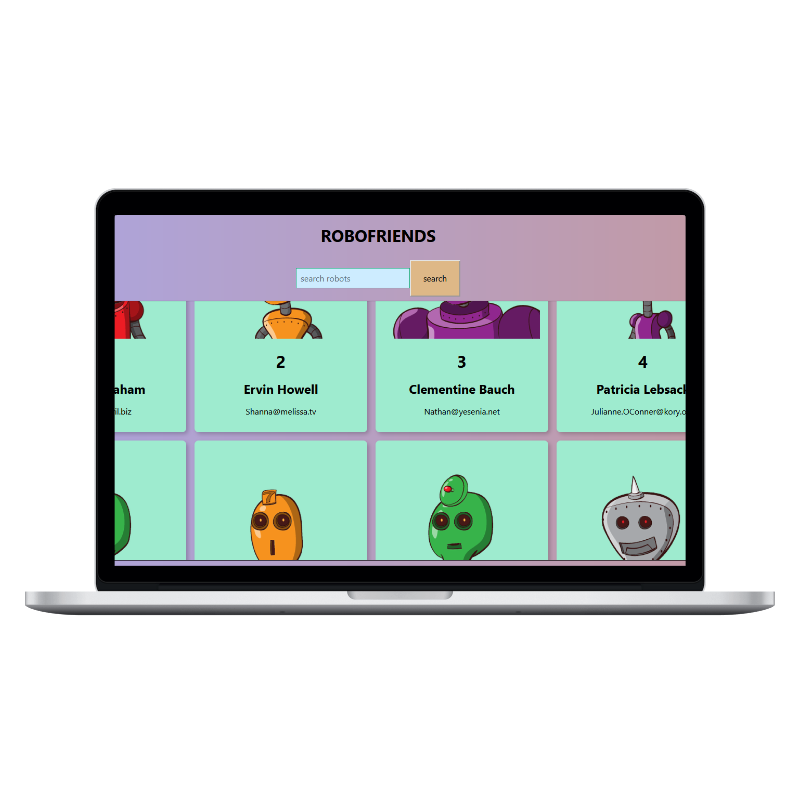 ROBOFRIENDS
search robots
search
2
3
4
aham
Ervin Howell
Clementine Bauch
Patricia Lebsacl
il.biz
Shanna@melissa.tv
Nathan@yesenia.net
Julianne.OConner@kory.o